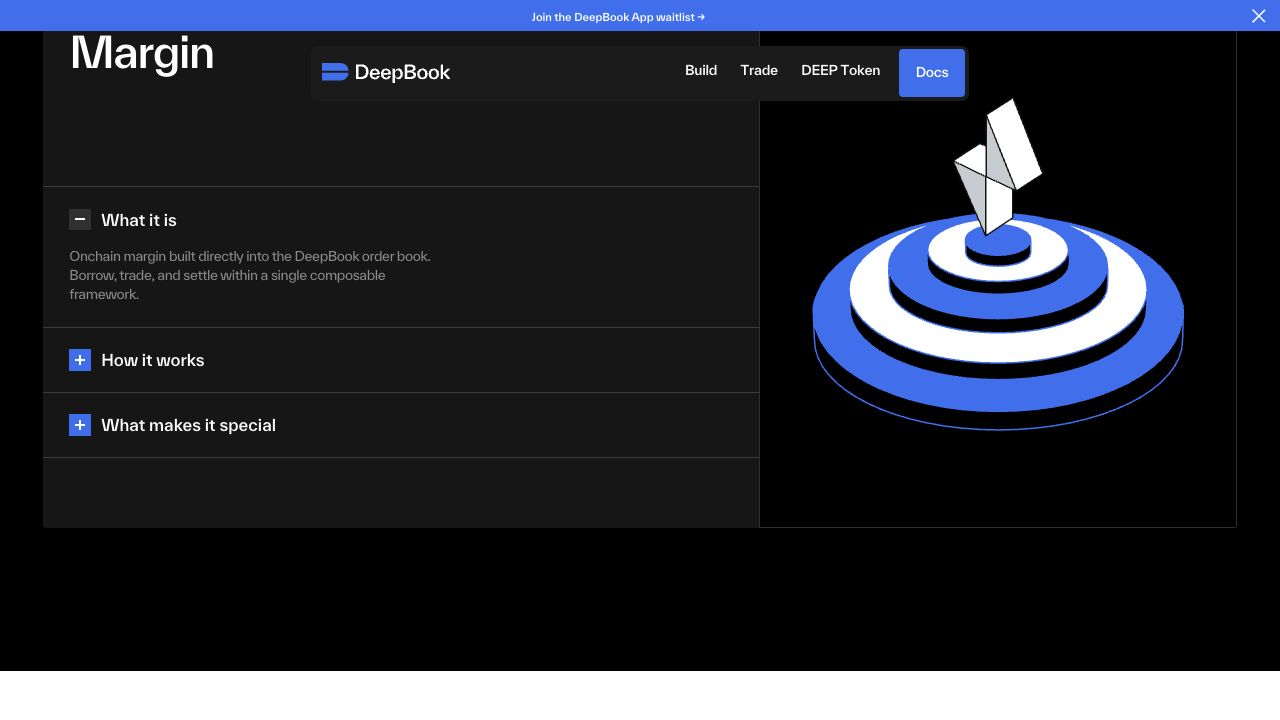 Join the DeepBook App waitlist →
Margin
DeepBook
Build
Trade
DEEP Token
Docs
What it is
Onchain margin built directly into the DeepBook order book.
Borrow, trade, and settle within a single composable
framework.
How it works
What makes it special